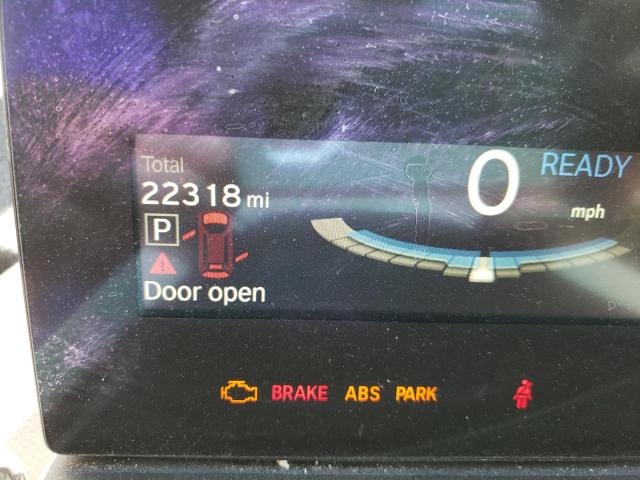 Total
22318 mi
0 READY
mph
P
Door open
BRAKE ABS PARK